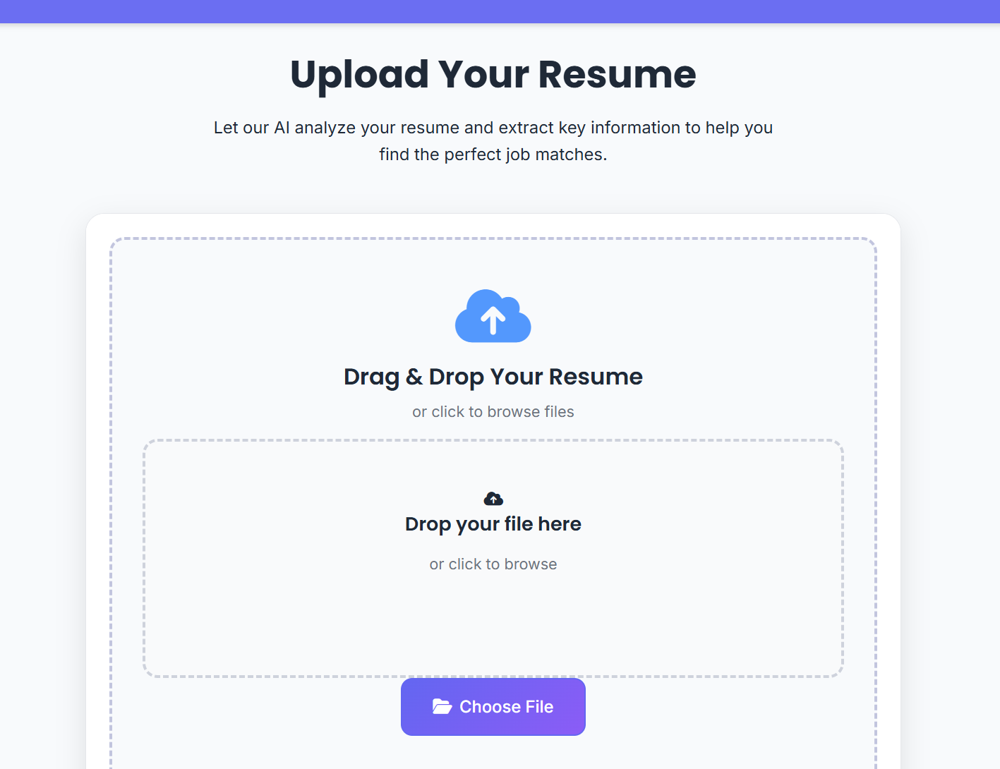 Upload Your Resume
Let our AI analyze your resume and extract key information to help you
find the perfect job matches.
Drag & Drop Your Resume
or click to browse files
Drop your file here
or click to browse
Choose File